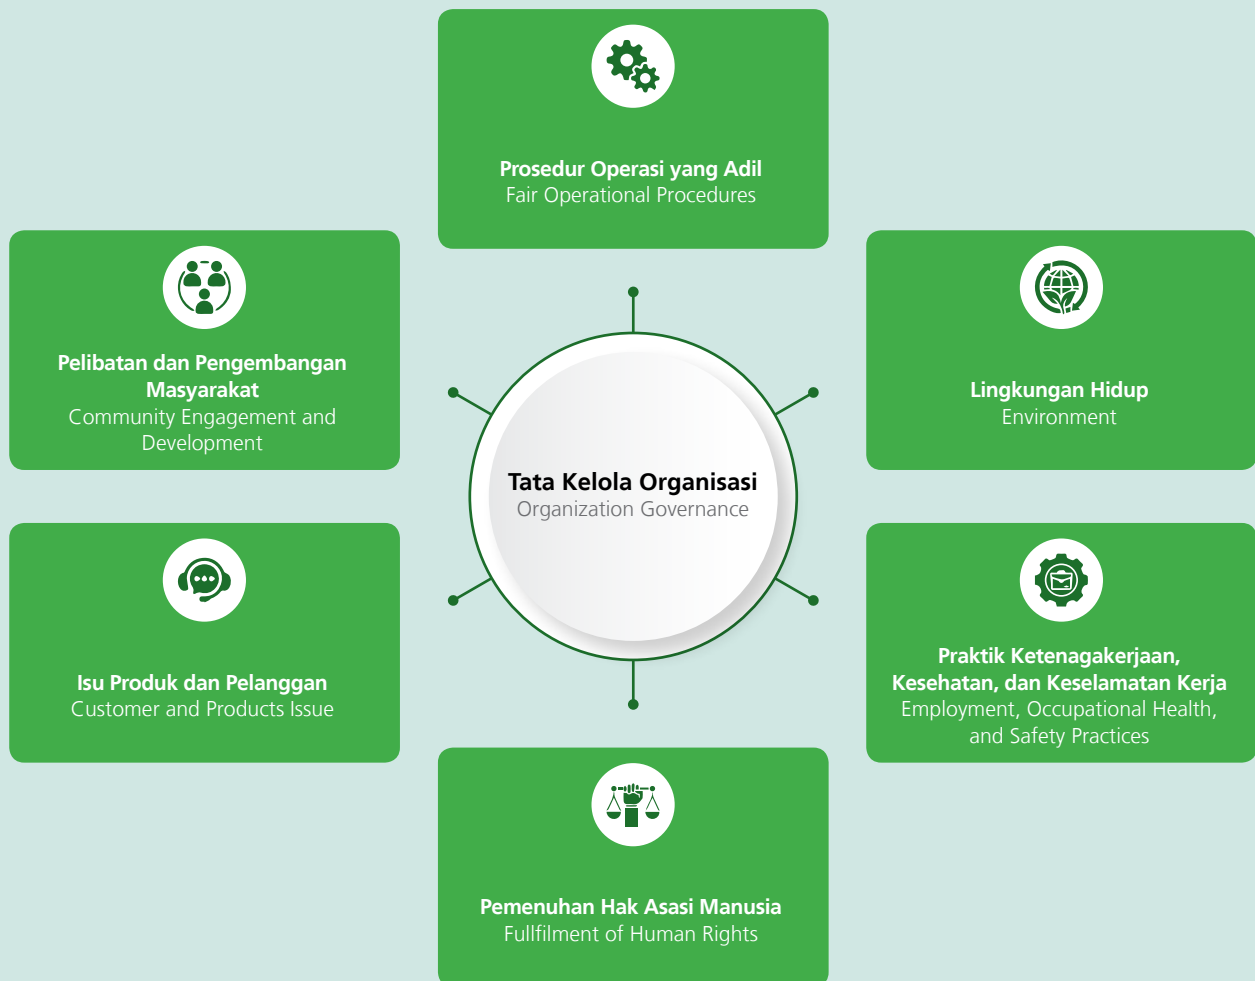 Prosedur Operasi yang Adil
Fair Operational Procedures
Pelibatan dan Pengembangan
Masyarakat
Community Engagement and
Development
Lingkungan Hidup
Environment
Tata Kelola Organisasi
Organization Governance
Isu Produk dan Pelanggan
Customer and Products Issue
Praktik Ketenagakerjaan,
Kesehatan, dan Keselamatan Kerja
Employment, Occupational Health,
and Safety Practices
Pemenuhan Hak Asasi Manusia
Fullfilment of Human Rights